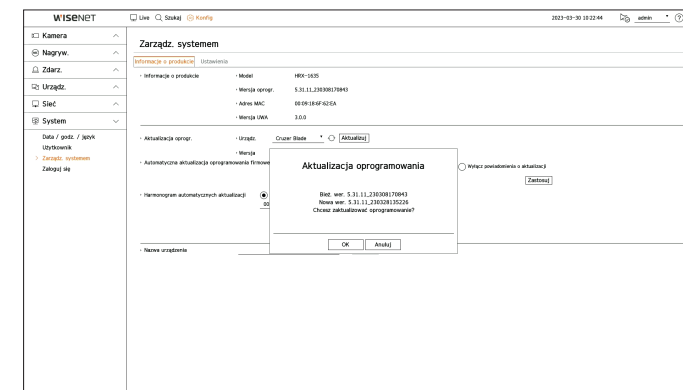 WISENET
Live Szukaj Konfig 2023-03-30 10:22:44 admin
Kamera
Nagryw.
Zdarz.
Urządz.
Sieć
System
Data / godz. / język
Użytkownik
Zarządz. systemem
Zaloguj się
Zarządz. systemem
Informacje o produkcie Ustawienia
Informacje o produkcie
Model HRX-1635
Wersja oprogr. 5.31.11_230308170843
Adres MAC 00:09:18:6F:62:EA
Wersja UWA 3.0.0
Aktualizacja oprogr. Urządz. Cruzer Blade Aktualizuj
Wersja
Automatyczna aktualizacja oprogramowania firmowe Wyłącz powiadomienia o aktualizacji
Zastosuj
Harmonogram automatycznych aktualizacji
00
Nazwa urządzenia
Aktualizacja oprogramowania
Bież. wer. 5.31.11_230308170843
Nowa wer. 5.31.11_230328135226
Chcesz zaktualizować oprogramowanie?
OK Anuluj